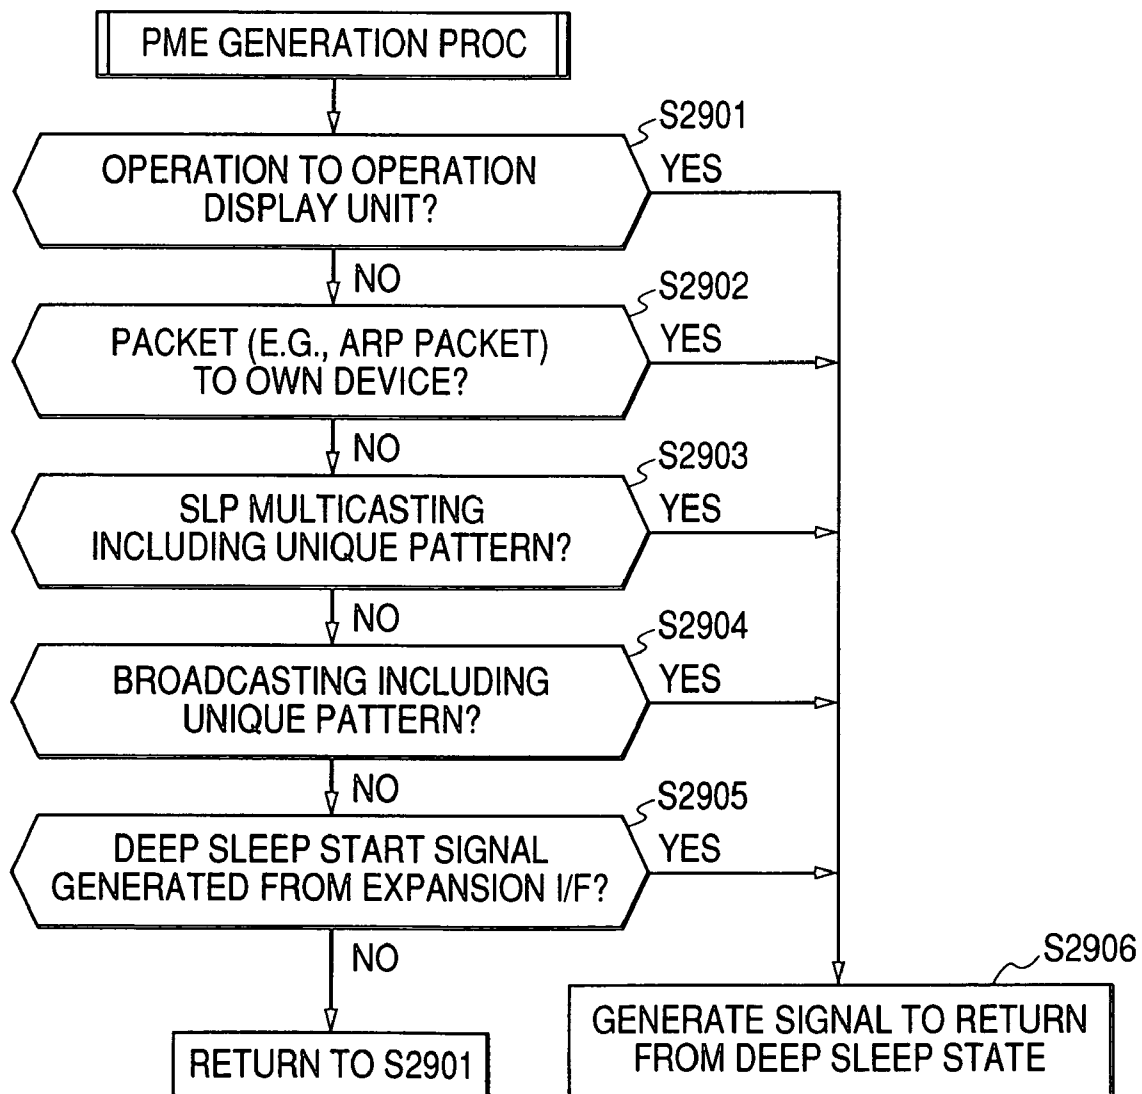 PME GENERATION PROC
S2901
OPERATION TO OPERATION
DISPLAY UNIT?
YES
NO
S2902
PACKET (E.G., ARP PACKET)
TO OWN DEVICE?
YES
NO
S2903
SLP MULTICASTING
INCLUDING UNIQUE PATTERN?
YES
NO
S2904
BROADCASTING INCLUDING
UNIQUE PATTERN?
YES
NO
S2905
DEEP SLEEP START SIGNAL
GENERATED FROM EXPANSION I/F?
YES
NO
S2906
RETURN TO S2901
GENERATE SIGNAL TO RETURN
FROM DEEP SLEEP STATE